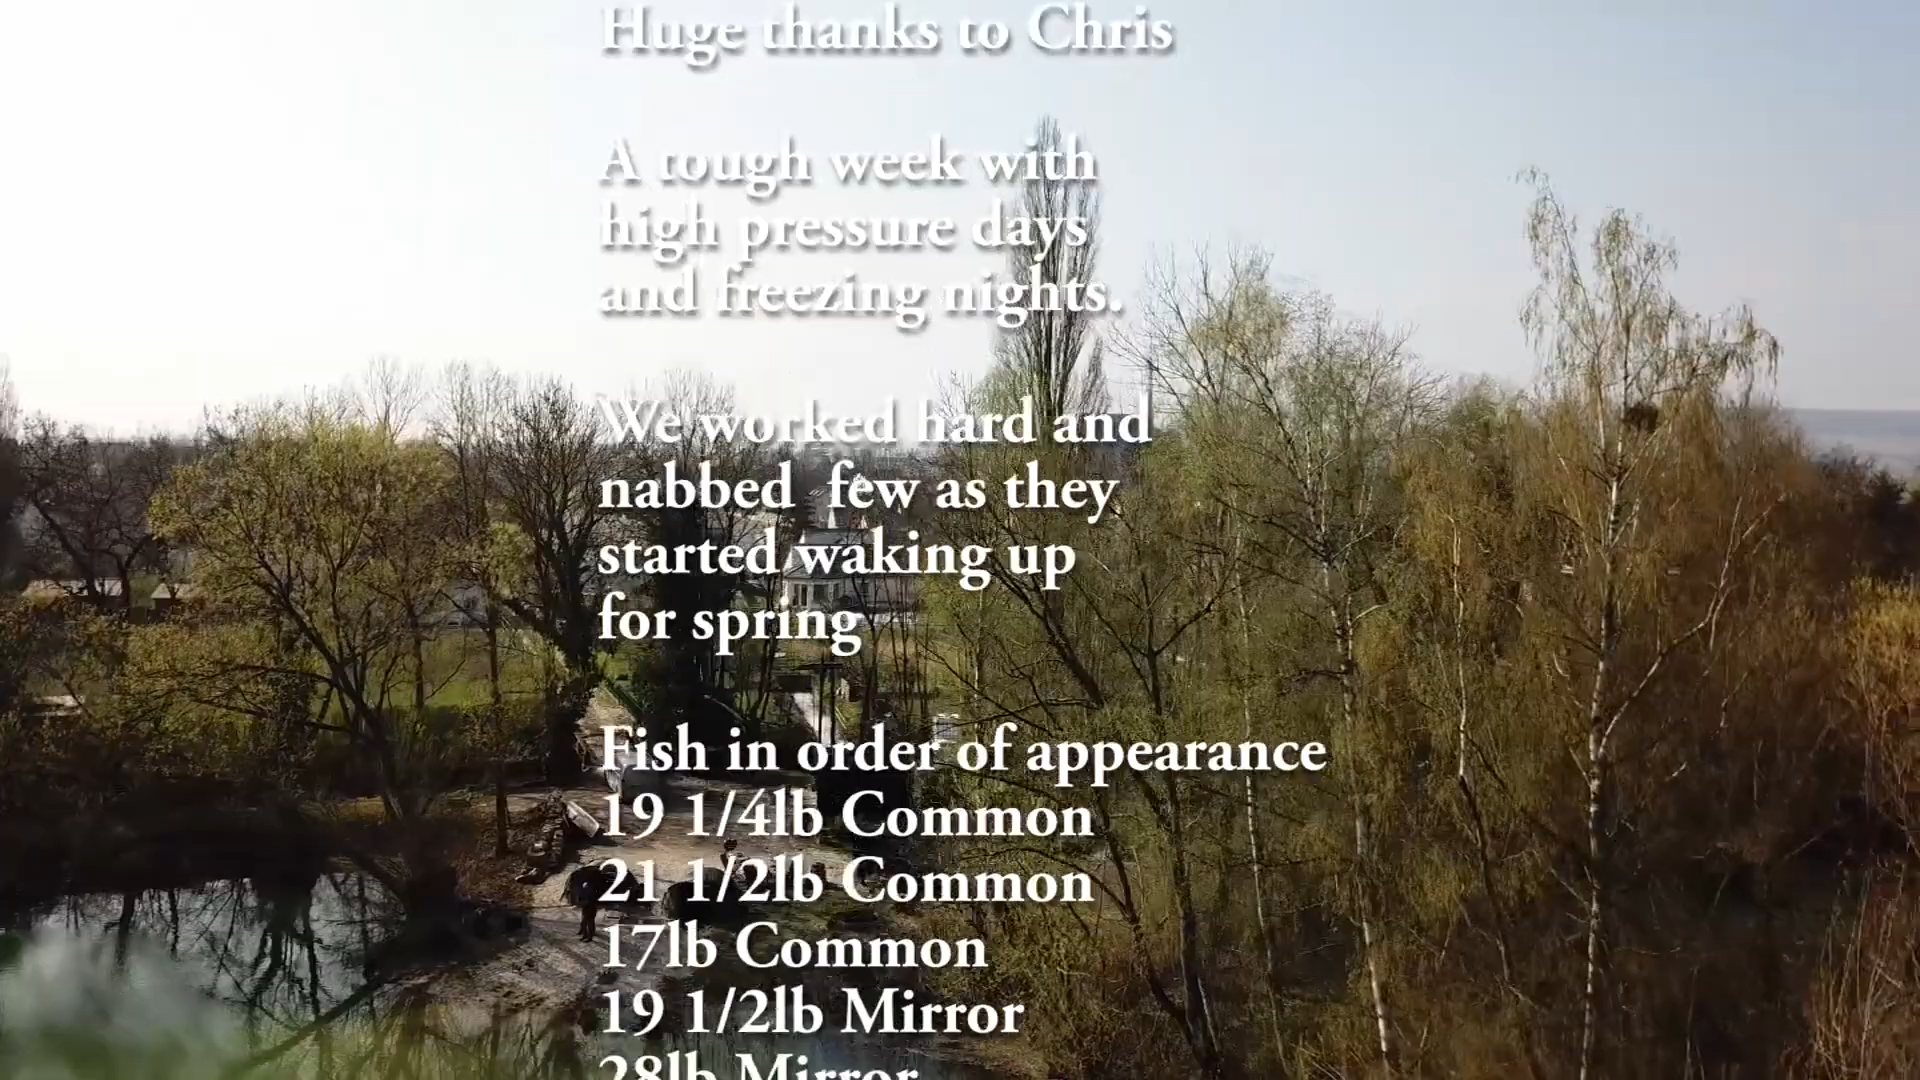 Huge thanks to Chris
A tough week with
high pressure days
and freezing nights.
We worked hard and
nabbed  few as they
started waking up
for spring
Fish in order of appearance
19 1/4lb Common
21 1/2lb Common
17lb Common
19 1/2lb Mirror
28lb Mirror